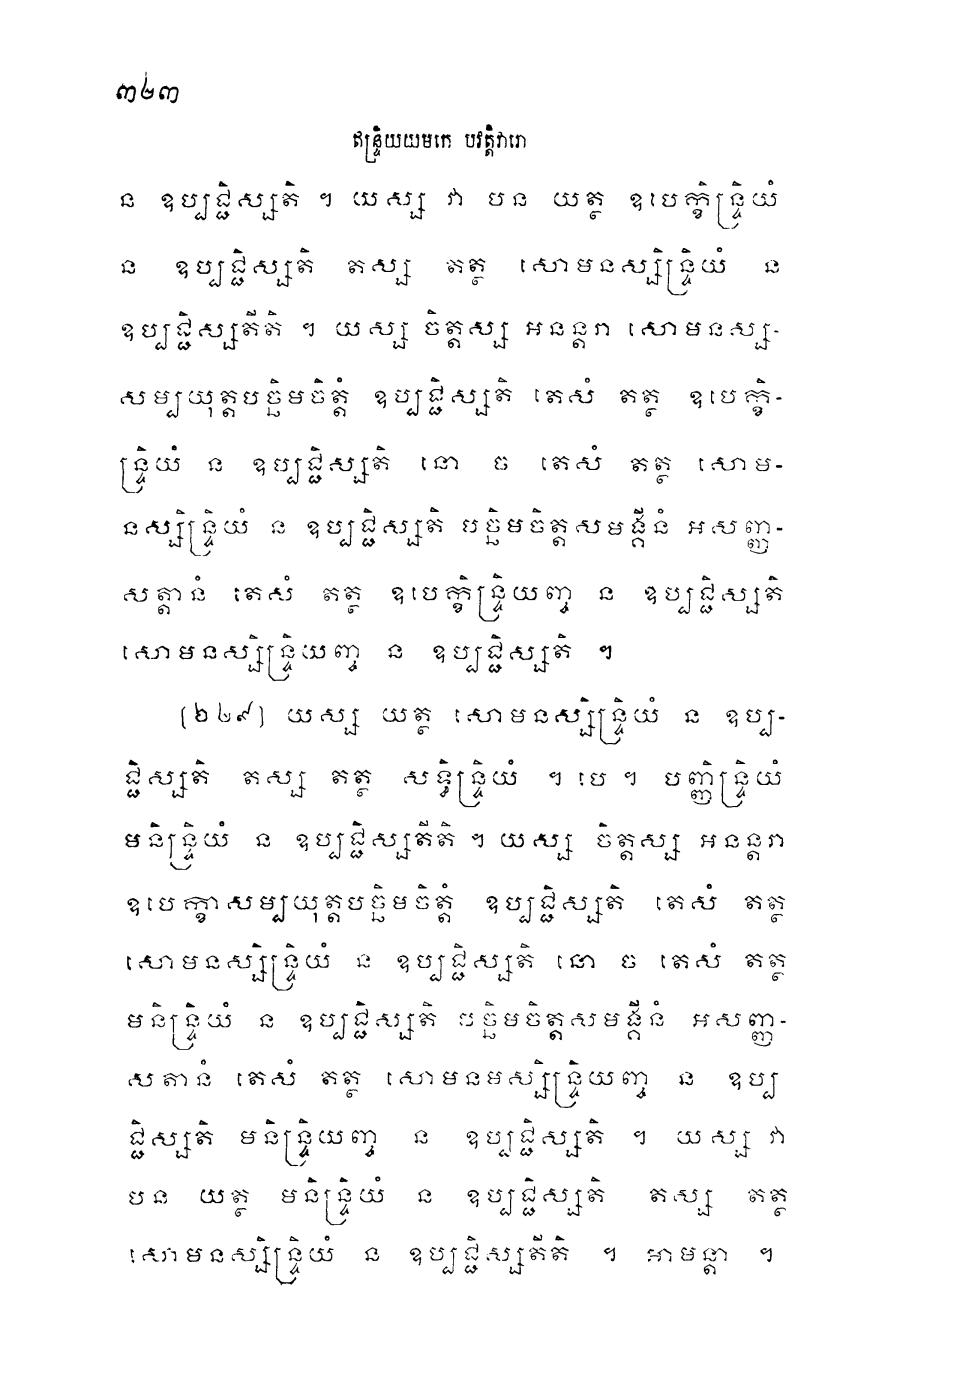 ៣២៣
ឥន្ទ្រិយយមកេ បវត្តិវារោ
ន ឧប្បជ្ជិស្សតិ ។ យស្ស វា បន យត្ថ ឧបេក្ខិន្ទ្រិយំ
ន ឧប្បជ្ជិស្សតិ តស្ស តត្ថ សោមនស្សិន្ទ្រិយំ ន
ឧប្បជ្ជិស្សតីតិ ។ យស្ស ចិត្តស្ស អនន្តរា សោមនស្ស-
សម្បយុត្តបច្ឆិមចិត្តំ ឧប្បជ្ជិស្សតិ តេសំ តត្ថ ឧបេក្ខិ-
ន្ទ្រិយំ ន ឧប្បជ្ជិស្សតិ នោ ច តេសំ តត្ថ សោម-
នស្សិន្ទ្រិយំ ន ឧប្បជ្ជិស្សតិ បច្ឆិមចិត្តសមង្គីនំ អសញ្ញ-
សត្តានំ តេសំ តត្ថ ឧបេក្ខិន្ទ្រិយញ្ច ន ឧប្បជ្ជិស្សតិ
សោមនស្សិន្ទ្រិយញ្ច ន ឧប្បជ្ជិស្សតិ ។
(២២៩) យស្ស យត្ថ សោមនស្សិន្ទ្រិយំ ន ឧប្ប-
ជ្ជិស្សតិ តស្ស តត្ថ សទ្ធិន្ទ្រិយំ ។ បេ ។ បញ្ញិន្ទ្រិយំ
មនិន្ទ្រិយំ ន ឧប្បជ្ជិស្សតីតិ ។ យស្ស ចិត្តស្ស អនន្តរា
ឧបេក្ខាសម្បយុត្តបច្ឆិមចិត្តំ ឧប្បជ្ជិស្សតិ តេសំ តត្ថ
សោមនស្សិន្ទ្រិយំ ន ឧប្បជ្ជិស្សតិ នោ ច តេសំ តត្ថ
មនិន្ទ្រិយំ ន ឧប្បជ្ជិស្សតិ បច្ឆិមចិត្តសមង្គីនំ អសញ្ញ-
សតានំ តេសំ តត្ថ សោមនមស្សិន្ទ្រិយញ្ច ន ឧប្ប
ជ្ជិស្សតិ មនិន្ទ្រិយញ្ច ន ឧប្បជ្ជិស្សតិ ។ យស្ស វា
បន យត្ថ មនិន្ទ្រិយំ ន ឧប្បជ្ជិស្សតិ តស្ស តត្ថ
សោមនស្សិន្ទ្រិយំ ន ឧប្បជ្ជិស្សតីតិ ។ អាមន្តា ។